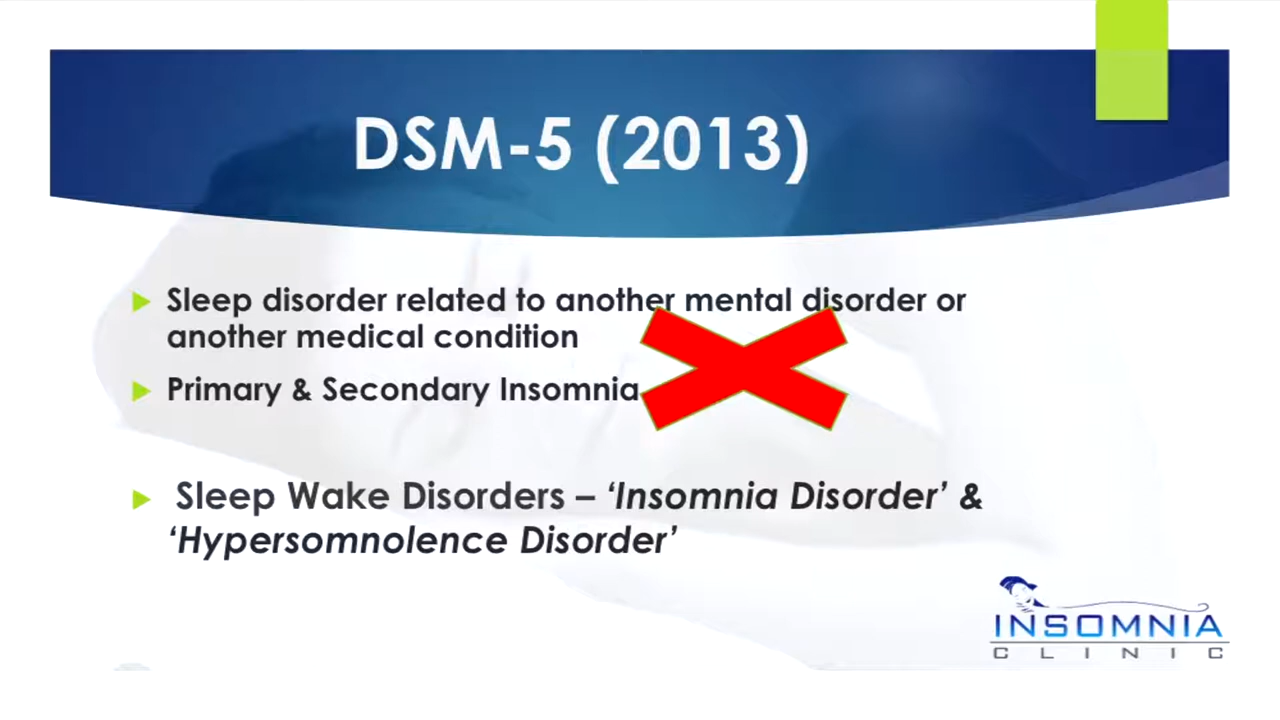 DSM-5 (2013)
Sleep disorder related to another mental disorder or
another medical condition
Primary & Secondary Insomnia
Sleep Wake Disorders – ‘Insomnia Disorder’ &
‘Hypersomnolence Disorder’
INSOMNIA
CLINIC